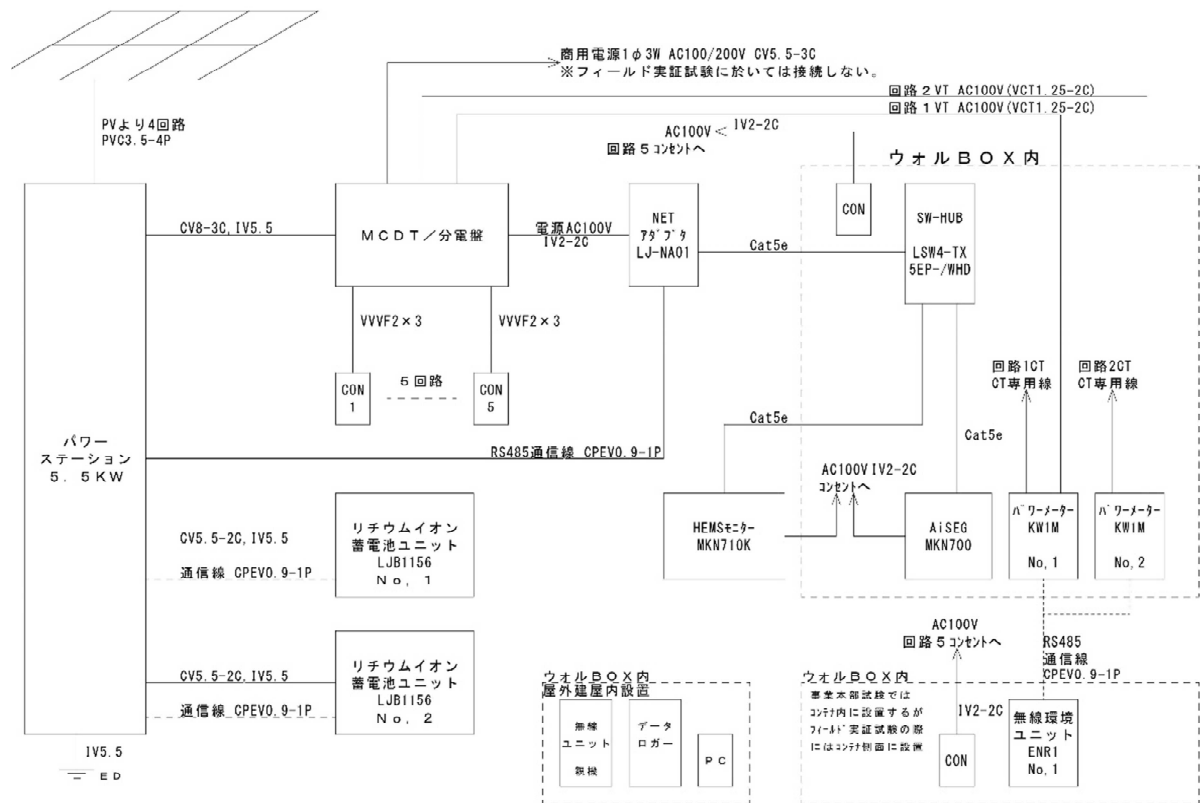 商用電源1φ3W AC100/200V CV5.5-3C
※フィールド実証試験に於いては接続しない。
回路2VT AC100V(VCT1.25-2C)
回路1VT AC100V(VCT1.25-2C)
PVより4回路
PVC3.5-4P
AC100V< IV2-2C
回路5コンセントへ
ウォルBOX内
CV8-3C,IV5.5
MCDT/分電盤
電源AC100V
IV2-2C
NET
アダプタ
LJ-NA01
Cat5e
CON
SW-HUB
LSW4-TX
5EP-/WHD
VVVF2×3
VVVF2×3
CON
1
5回路
CON
5
回路1CT
CT専用線
回路2CT
CT専用線
Cat5e
Cat5e
パワー
ステーション
5.5KW
RS485通信線 CPEV0.9-1P
AC100V IV2-2C
コンセントへ
CV5.5-2C,IV5.5
通信線 CPEV0.9-1P
リチウムイオン
蓄電池ユニット
LJB1156
No,1
HEMSモニター
MKN710K
AiSEG
MKN700
パワーメーター
KW1M
No,1
パワーメーター
KW1M
No,2
AC100V
回路5コンセントへ
RS485
通信線
CPEV0.9-1P
CV5.5-2C,IV5.5
通信線 CPEV0.9-1P
リチウムイオン
蓄電池ユニット
LJB1156
No,2
ウォルBOX内
屋外建屋内設置
無線
ユニット
親機
データ
ロガー
PC
ウォルBOX内
事業本部試験では
コンテナ内に設置するが
フィールド実証試験の際
にはコンテナ側面に設置
IV2-2C
CON
無線環境
ユニット
ENR1
No,1
IV5.5
ED